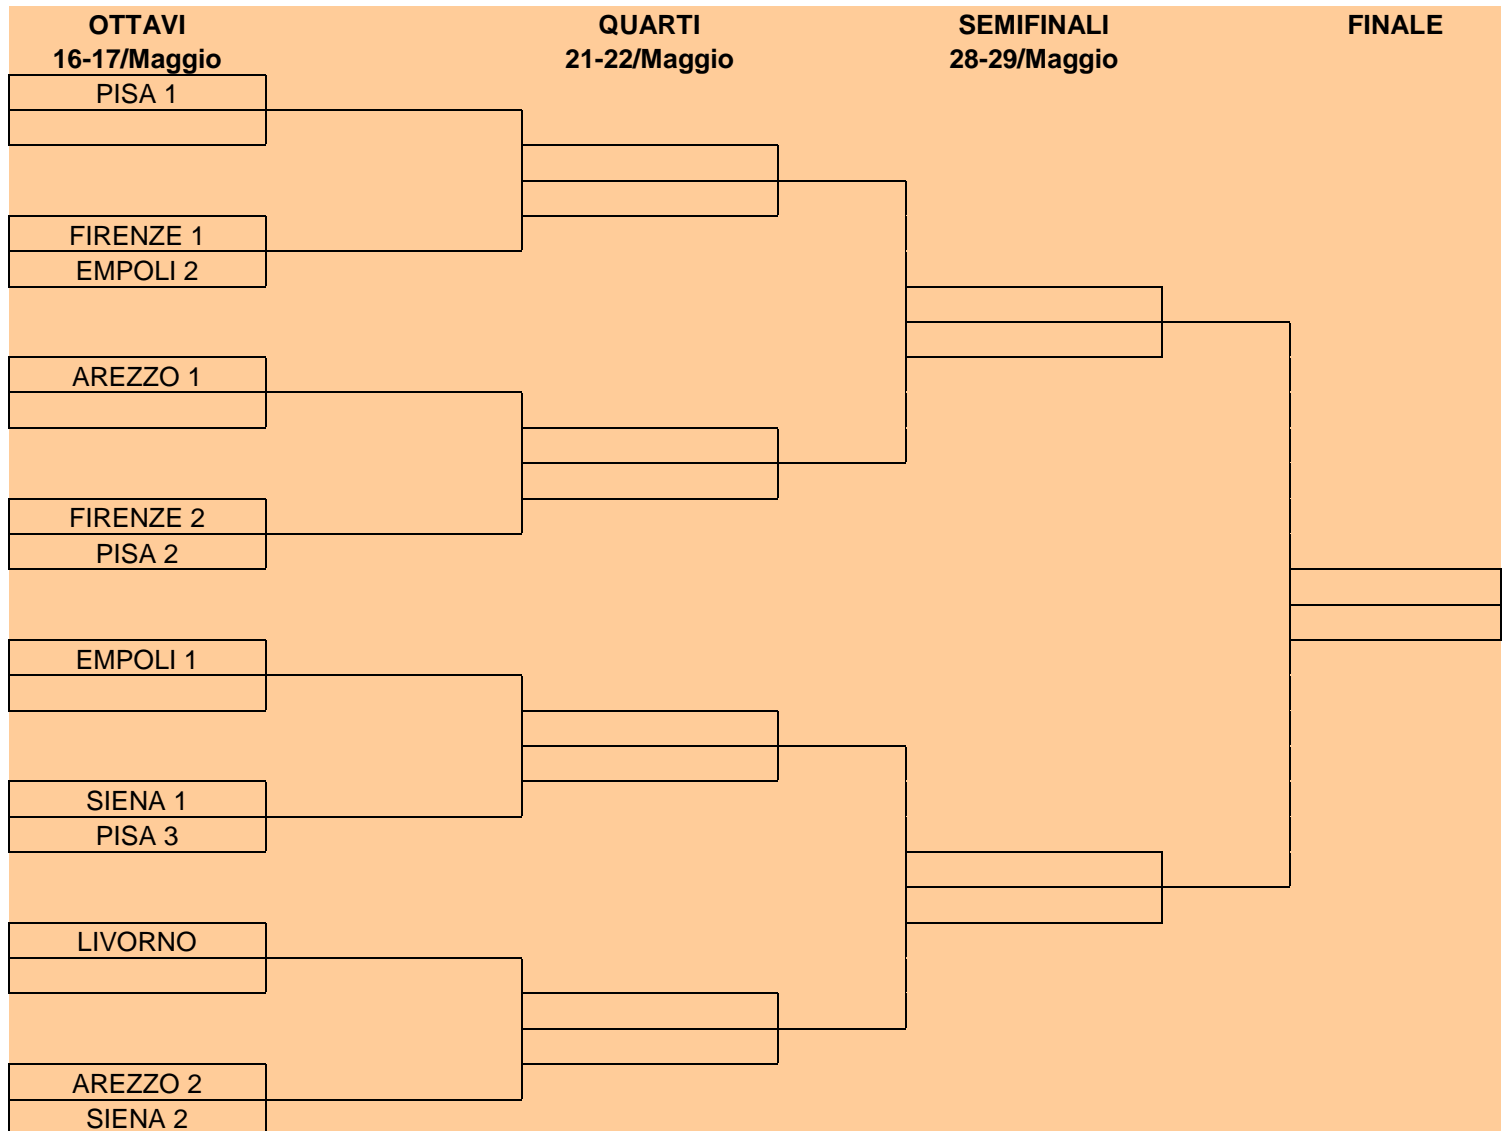 OTTAVI QUARTI SEMIFINALI FINALE
16-17/Maggio 21-22/Maggio 28-29/Maggio
PISA 1
FIRENZE 1
EMPOLI 2
AREZZO 1
FIRENZE 2
PISA 2
EMPOLI 1
SIENA 1
PISA 3
LIVORNO
AREZZO 2
SIENA 2